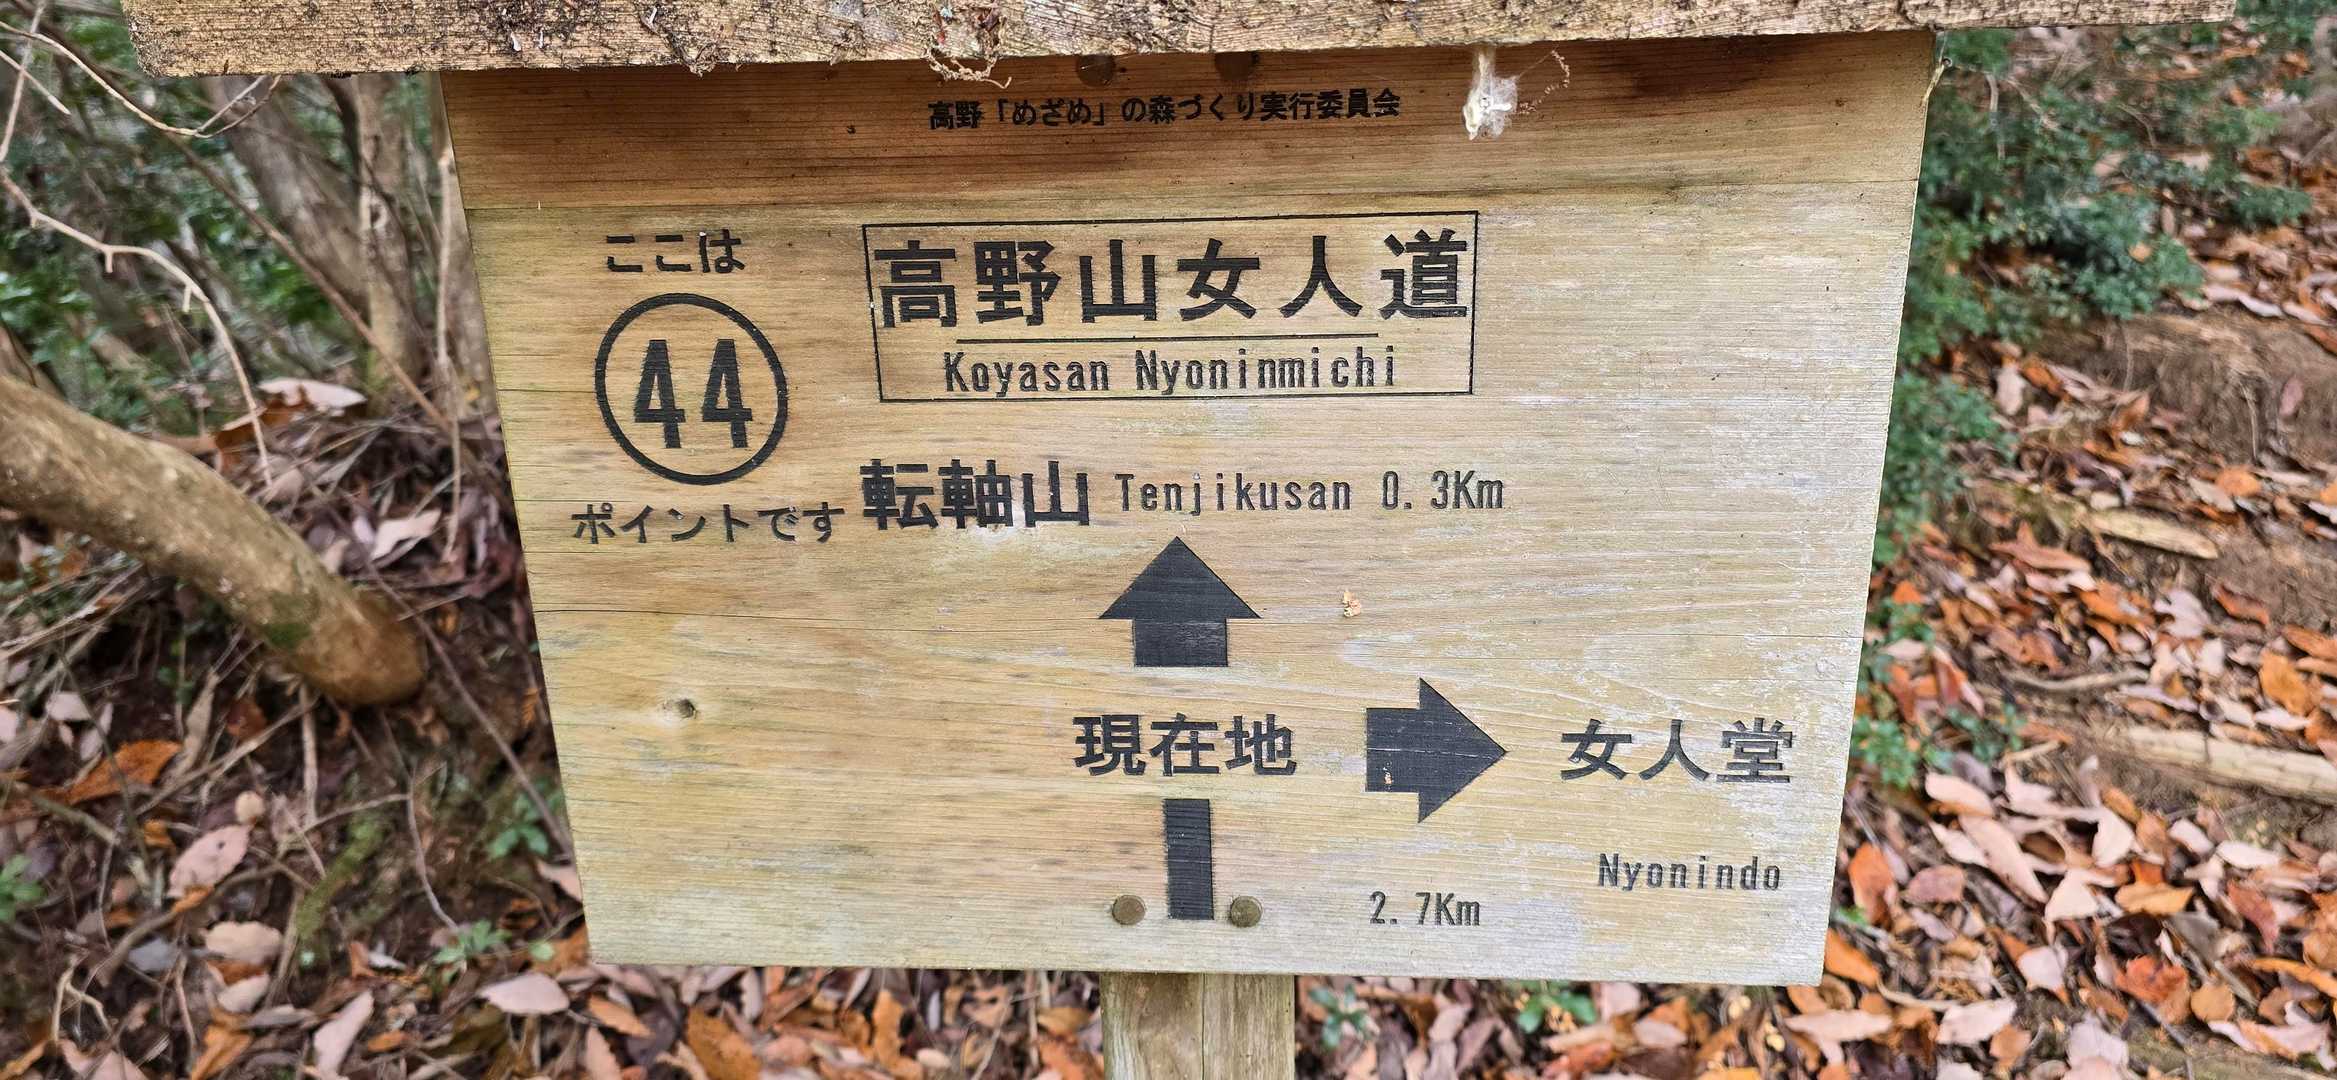 高野「めざめ」の森づくり実行委員会
ここは
44
ポイントです
高野山女人道
Koyasan Nyoninmichi
転軸山 Tenjikusan 0.3Km
現在地
女人堂
Nyonindo
2.7Km